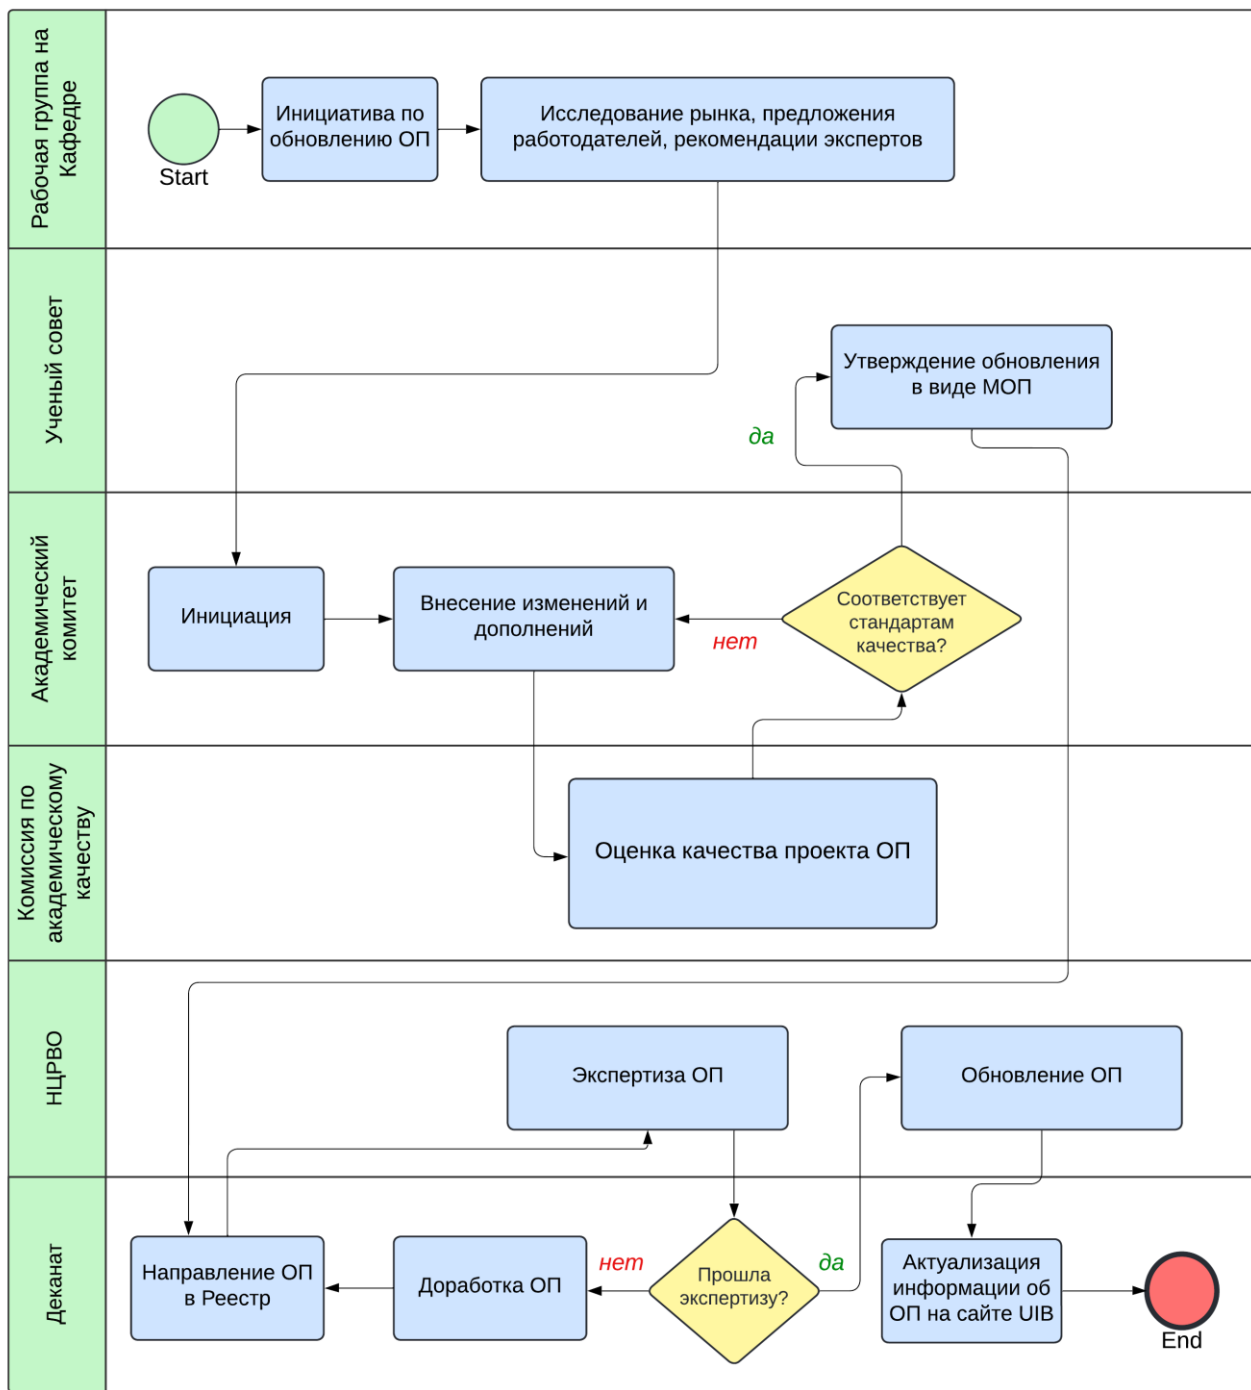 Рабочая группа на
Кафедре
Start
Инициатива по
обновлению ОП
Исследование рынка, предложения
работодателей, рекомендации экспертов
Ученый совет
Утверждение обновления
в виде МОП
да
Академический
комитет
Инициация
Внесение изменений и
дополнений
нет
Соответствует
стандартам
качества?
Комиссия по
академическому
качеству
Оценка качества проекта ОП
НЦРВО
Экспертиза ОП
Обновление ОП
Деканат
Направление ОП
в Реестр
Доработка ОП
нет
Прошла
экспертизу?
да
Актуализация
информации об
ОП на сайте UIB
End